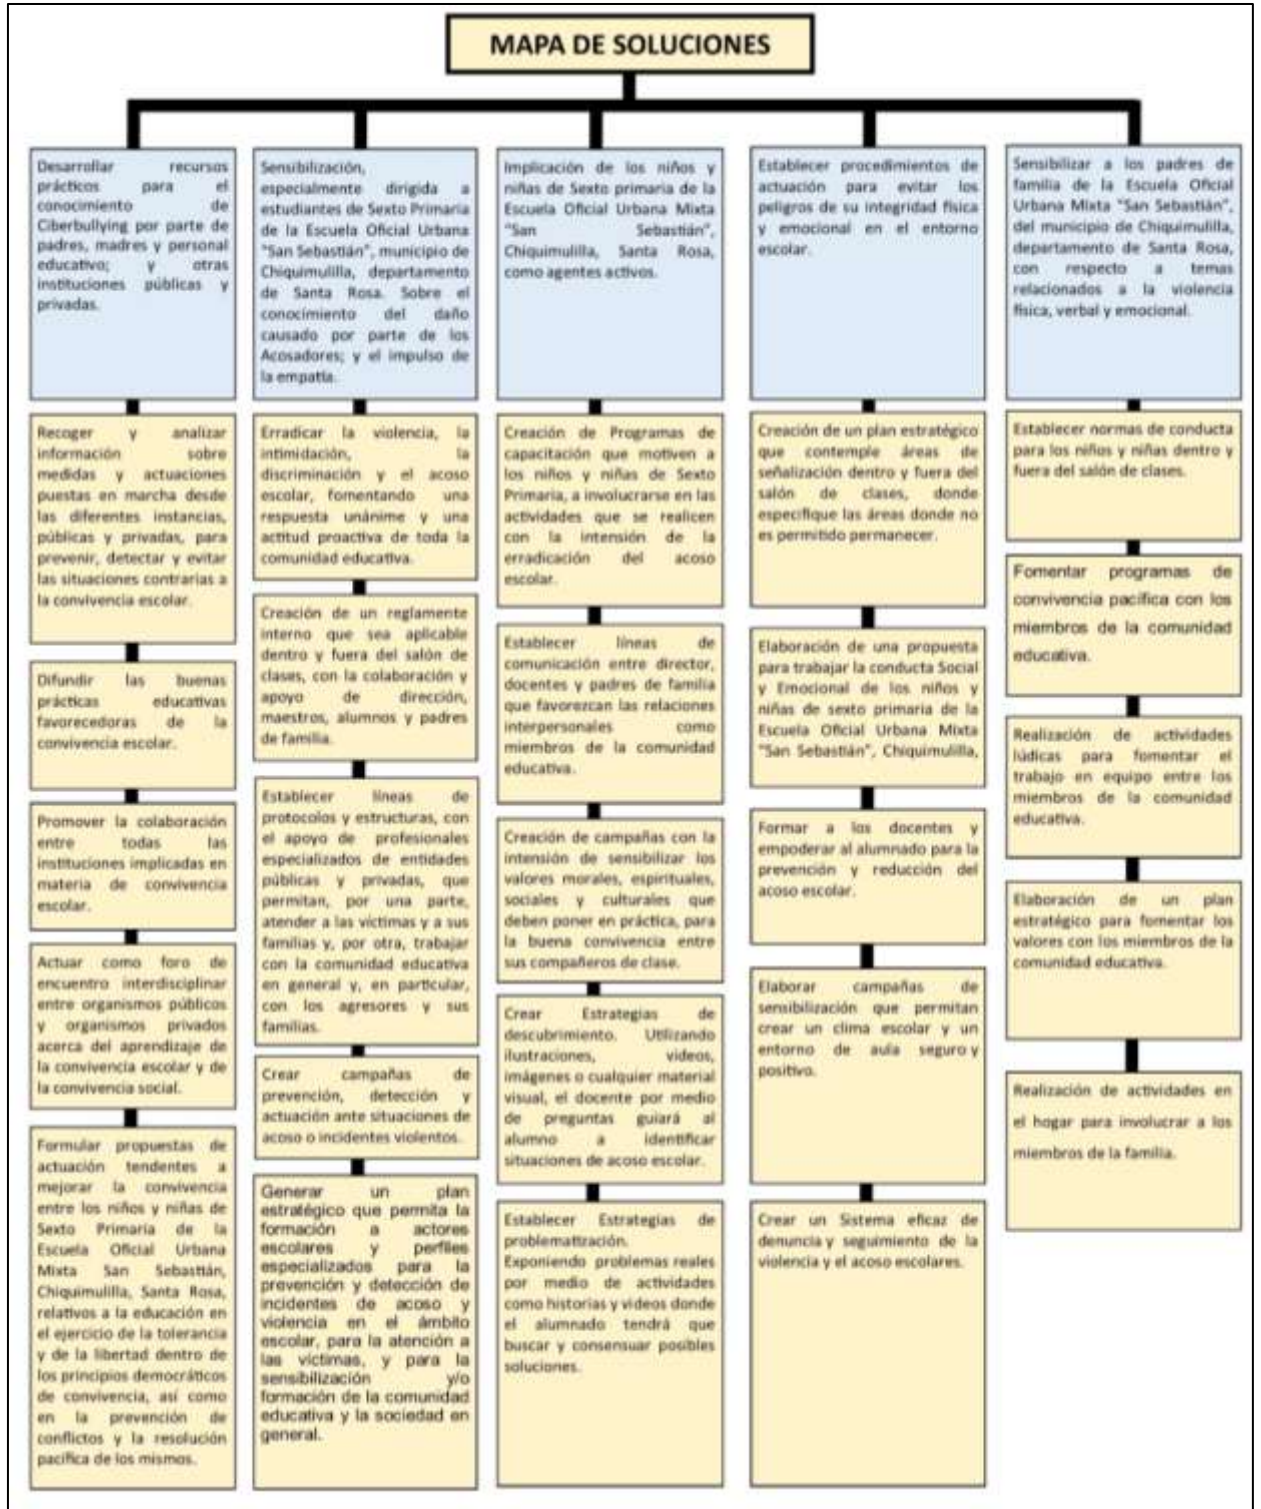 MAPA DE SOLUCIONES
Desarrollar recursos
prácticos para el
conocimiento de
Ciberbullying por parte de
padres, madres y personal
educativo; y otras
instituciones públicas y
privadas.
Recoger y analizar
información sobre
medidas y actuaciones
puestas en marcha desde
las diferentes instancias,
públicas y privadas, para
prevenir, detectar y evitar
las situaciones contrarias a
la convivencia escolar.
Difundir las buenas
prácticas educativas
favorecedoras de la
convivencia escolar.
Promover la colaboración
entre todas las
instituciones implicadas en
materia de convivencia
escolar.
Actuar como foro de
encuentro interdisciplinar
entre organismos públicos
y organismos privados
acerca del aprendizaje de
la convivencia escolar y de
la convivencia social.
Formular propuestas de
actuación tendentes a
mejorar la convivencia
entre los niños y niñas de
Sexto Primaria de la
Escuela Oficial Urbana
Mixta San Sebastián,
Chiquimulilla, Santa Rosa,
relativos a la educación en
el ejercicio de la tolerancia
y de la libertad dentro de
los principios democráticos
de convivencia, así como
en la prevención de
conflictos y la resolución
pacífica de los mismos.
Sensibilización,
especialmente dirigida a
estudiantes de Sexto Primaria
de la Escuela Oficial Urbana
"San Sebastián", municipio de
Chiquimulilla, departamento
de Santa Rosa. Sobre el
conocimiento del daño
causado por parte de los
Acosadores; y el impulso de
la empatía.
Erradicar la violencia, la
intimidación, la
discriminación y el acoso
escolar, fomentando una
respuesta unánime y una
actitud proactiva de toda la
comunidad educativa.
Creación de un reglamente
interno que sea aplicable
dentro y fuera del salón de
clases, con la colaboración y
apoyo de dirección,
maestros, alumnos y padres
de familia.
Establecer líneas de
protocolos y estructuras, con
el apoyo de profesionales
especializados de entidades
públicas y privadas, que
permitan, por una parte,
atender a las víctimas y a sus
familias y, por otra, trabajar
con la comunidad educativa
en general y, en particular,
con los agresores y sus
familias.
Crear campañas de
prevención, detección y
actuación ante situaciones de
acoso o incidentes violentos.
Generar un plan
estratégico que permita la
formación a actores
escolares y perfiles
especializados para la
prevención y detección de
incidentes de acoso y
violencia en el ámbito
escolar, para la atención a
las víctimas, y para la
sensibilización y/o
formación de la comunidad
educativa y la sociedad en
general.
Implicación de los niños y
niñas de Sexto primaria de la
Escuela Oficial Urbana Mixta
"San Sebastián",
Chiquimulilla, Santa Rosa,
como agentes activos.
Creación de Programas de
capacitación que motiven a
los niños y niñas de Sexto
Primaria, a involucrarse en las
actividades que se realicen
con la intensión de la
erradicación del acoso
escolar.
Establecer líneas de
comunicación entre director,
docentes y padres de familia
que favorezcan las relaciones
interpersonales como
miembros de la comunidad
educativa.
Creación de campañas con la
intensión de sensibilizar los
valores morales, espirituales,
sociales y culturales que
deben poner en práctica, para
la buena convivencia entre
sus compañeros de clase.
Crear Estrategias de
descubrimiento. Utilizando
ilustraciones, videos,
imágenes o cualquier material
visual, el docente por medio
de preguntas guiará al
alumno a identificar
situaciones de acoso escolar.
Establecer Estrategias de
problematización.
Exponiendo problemas reales
por medio de actividades
como historias y videos donde
el alumnado tendrá que
buscar y consensuar posibles
soluciones.
Establecer procedimientos de
actuación para evitar los
peligros de su integridad física
y emocional en el entorno
escolar.
Creación de un plan estratégico
que contemple áreas de
señalización dentro y fuera del
salón de clases, donde
especifique las áreas donde no
es permitido permanecer.
Elaboración de una propuesta
para trabajar la conducta Social
y Emocional de los niños y
niñas de sexto primaria de la
Escuela Oficial Urbana Mixta
"San Sebastián", Chiquimulilla,
Formar a los docentes y
empoderar al alumnado para la
prevención y reducción del
acoso escolar.
Elaborar campañas de
sensibilización que permitan
crear un clima escolar y un
entorno de aula seguro y
positivo.
Crear un Sistema eficaz de
denuncia y seguimiento de la
violencia y el acoso escolares.
Sensibilizar a los padres de
familia de la Escuela Oficial
Urbana Mixta "San Sebastián",
del municipio de Chiquimulilla,
departamento de Santa Rosa,
con respecto a temas
relacionados a la violencia
física, verbal y emocional.
Establecer normas de conducta
para los niños y niñas dentro y
fuera del salón de clases.
Fomentar programas de
convivencia pacífica con los
miembros de la comunidad
educativa.
Realización de actividades
lúdicas para fomentar el
trabajo en equipo entre los
miembros de la comunidad
educativa.
Elaboración de un plan
estratégico para fomentar los
valores con los miembros de la
comunidad educativa.
Realización de actividades en
el hogar para involucrar a los
miembros de la familia.